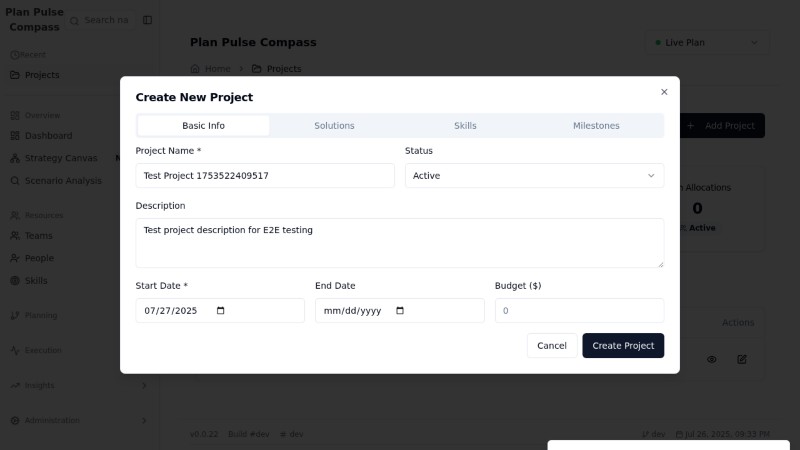 Plan Pulse
Compass
Search na
Recent
Projects
Overview
Dashboard
Strategy Canvas
Scenario Analysis
Resources
Teams
People
Skills
Planning
Execution
Insights
Administration
Plan Pulse Compass
Live Plan
Home
Projects
Add Project
Allocations
0
Active
Actions
Create New Project
Basic Info
Solutions
Skills
Milestones
Project Name *
Status
Test Project 1753522409517
Active
Description
Test project description for E2E testing
Start Date *
End Date
Budget ($)
07/27/2025
mm/dd/yyyy
0
Cancel
Create Project
v0.0.22
Build #dev
dev
dev
Jul 26, 2025, 09:33 PM